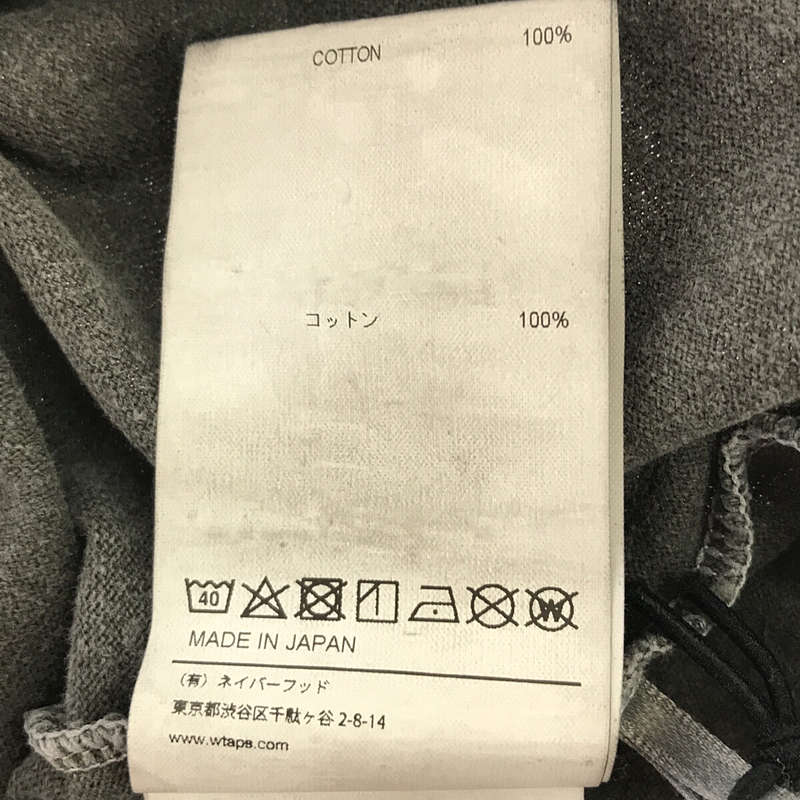 COTTON 100%
コットン 100%
40
W
MADE IN JAPAN
(有) ネイバーフッド
東京都渋谷区千駄ヶ谷 2-8-14
www.wtaps.com